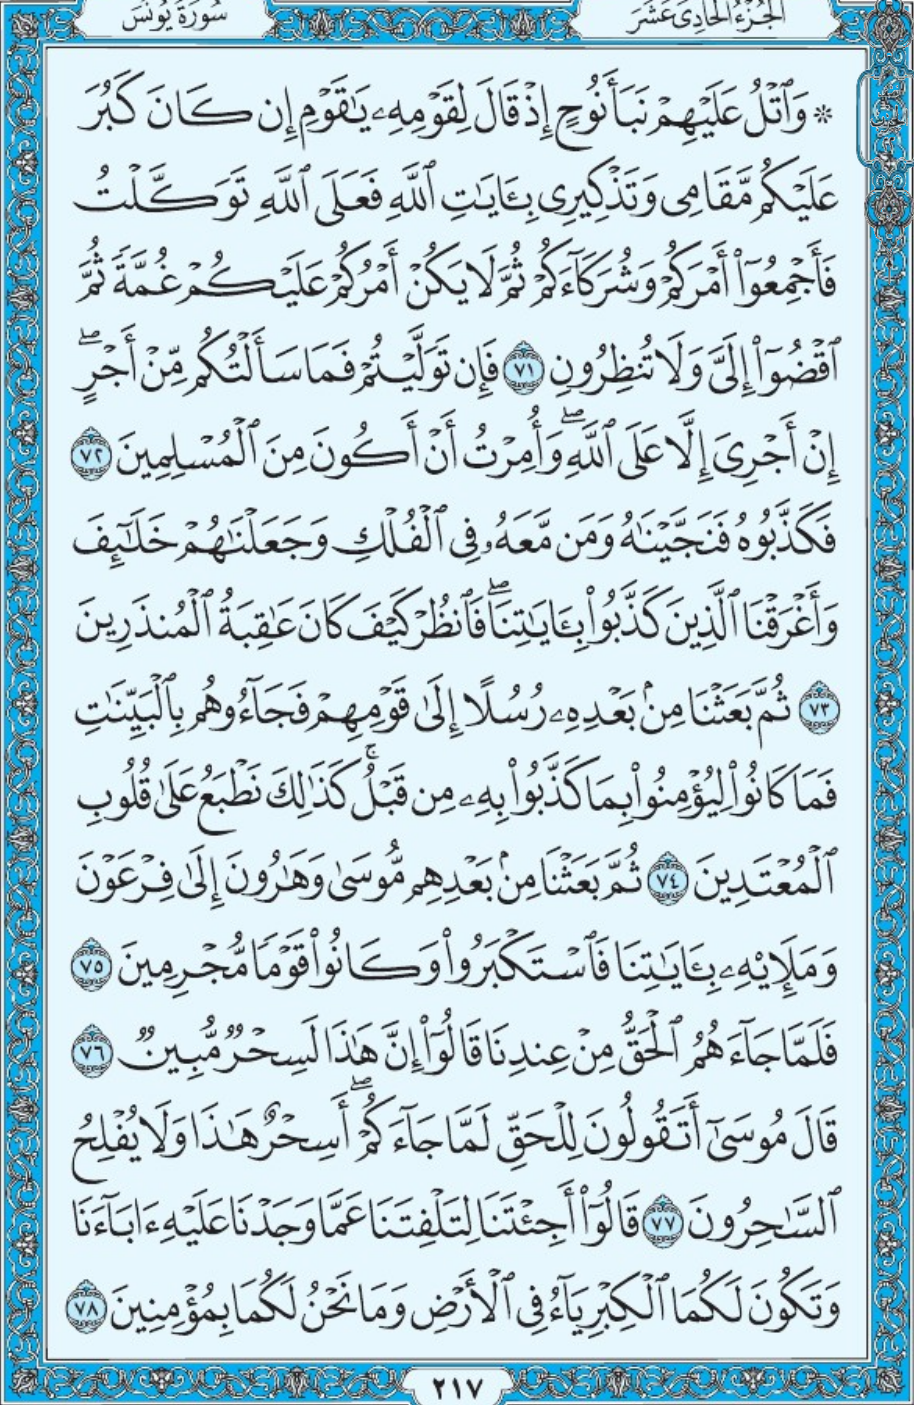 الجُزْءُ الحَادِي عَشَر
سُورَةُ يُونُسَ
۞ وَٱتۡلُ عَلَيۡهِمۡ نَبَأَ نُوحٍ إِذۡ قَالَ لِقَوۡمِهِۦ يَٰقَوۡمِ إِن كَانَ كَبُرَ
عَلَيۡكُم مَّقَامِي وَتَذۡكِيرِي بِـَٔايَٰتِ ٱللَّهِ فَعَلَى ٱللَّهِ تَوَكَّلۡتُ
فَأَجۡمِعُوٓاْ أَمۡرَكُمۡ وَشُرَكَآءَكُمۡ ثُمَّ لَا يَكُنۡ أَمۡرُكُمۡ عَلَيۡكُمۡ غُمَّةٗ ثُمَّ
ٱقۡضُوٓاْ إِلَيَّ وَلَا تُنظِرُونِ ٧١ فَإِن تَوَلَّيۡتُمۡ فَمَا سَأَلۡتُكُم مِّنۡ أَجۡرٍۖ
إِنۡ أَجۡرِيَ إِلَّا عَلَى ٱللَّهِۖ وَأُمِرۡتُ أَنۡ أَكُونَ مِنَ ٱلۡمُسۡلِمِينَ ٧٢
فَكَذَّبُوهُ فَنَجَّيۡنَٰهُ وَمَن مَّعَهُۥ فِي ٱلۡفُلۡكِ وَجَعَلۡنَٰهُمۡ خَلَٰٓئِفَ
وَأَغۡرَقۡنَا ٱلَّذِينَ كَذَّبُواْ بِـَٔايَٰتِنَاۖ فَٱنظُرۡ كَيۡفَ كَانَ عَٰقِبَةُ ٱلۡمُنذَرِينَ
٧٣ ثُمَّ بَعَثۡنَا مِنۢ بَعۡدِهِۦ رُسُلًا إِلَىٰ قَوۡمِهِمۡ فَجَآءُوهُم بِٱلۡبَيِّنَٰتِ
فَمَا كَانُواْ لِيُؤۡمِنُواْ بِمَا كَذَّبُواْ بِهِۦ مِن قَبۡلُۚ كَذَٰلِكَ نَطۡبَعُ عَلَىٰ قُلُوبِ
ٱلۡمُعۡتَدِينَ ٧٤ ثُمَّ بَعَثۡنَا مِنۢ بَعۡدِهِم مُّوسَىٰ وَهَٰرُونَ إِلَىٰ فِرۡعَوۡنَ
وَمَلَإِيْهِۦ بِـَٔايَٰتِنَا فَٱسۡتَكۡبَرُواْ وَكَانُواْ قَوۡمٗا مُّجۡرِمِينَ ٧٥
فَلَمَّا جَآءَهُمُ ٱلۡحَقُّ مِنۡ عِندِنَا قَالُوٓاْ إِنَّ هَٰذَا لَسِحۡرٞ مُّبِينٞ ٧٦
قَالَ مُوسَىٰٓ أَتَقُولُونَ لِلۡحَقِّ لَمَّا جَآءَكُمۡۖ أَسِحۡرٌ هَٰذَا وَلَا يُفۡلِحُ
ٱلسَّٰحِرُونَ ٧٧ قَالُوٓاْ أَجِئۡتَنَا لِتَلۡفِتَنَا عَمَّا وَجَدۡنَا عَلَيۡهِ ءَابَآءَنَا
وَتَكُونَ لَكُمَا ٱلۡكِبۡرِيَآءُ فِي ٱلۡأَرۡضِ وَمَا نَحۡنُ لَكُمَا بِمُؤۡمِنِينَ ٧٨
٢١٧